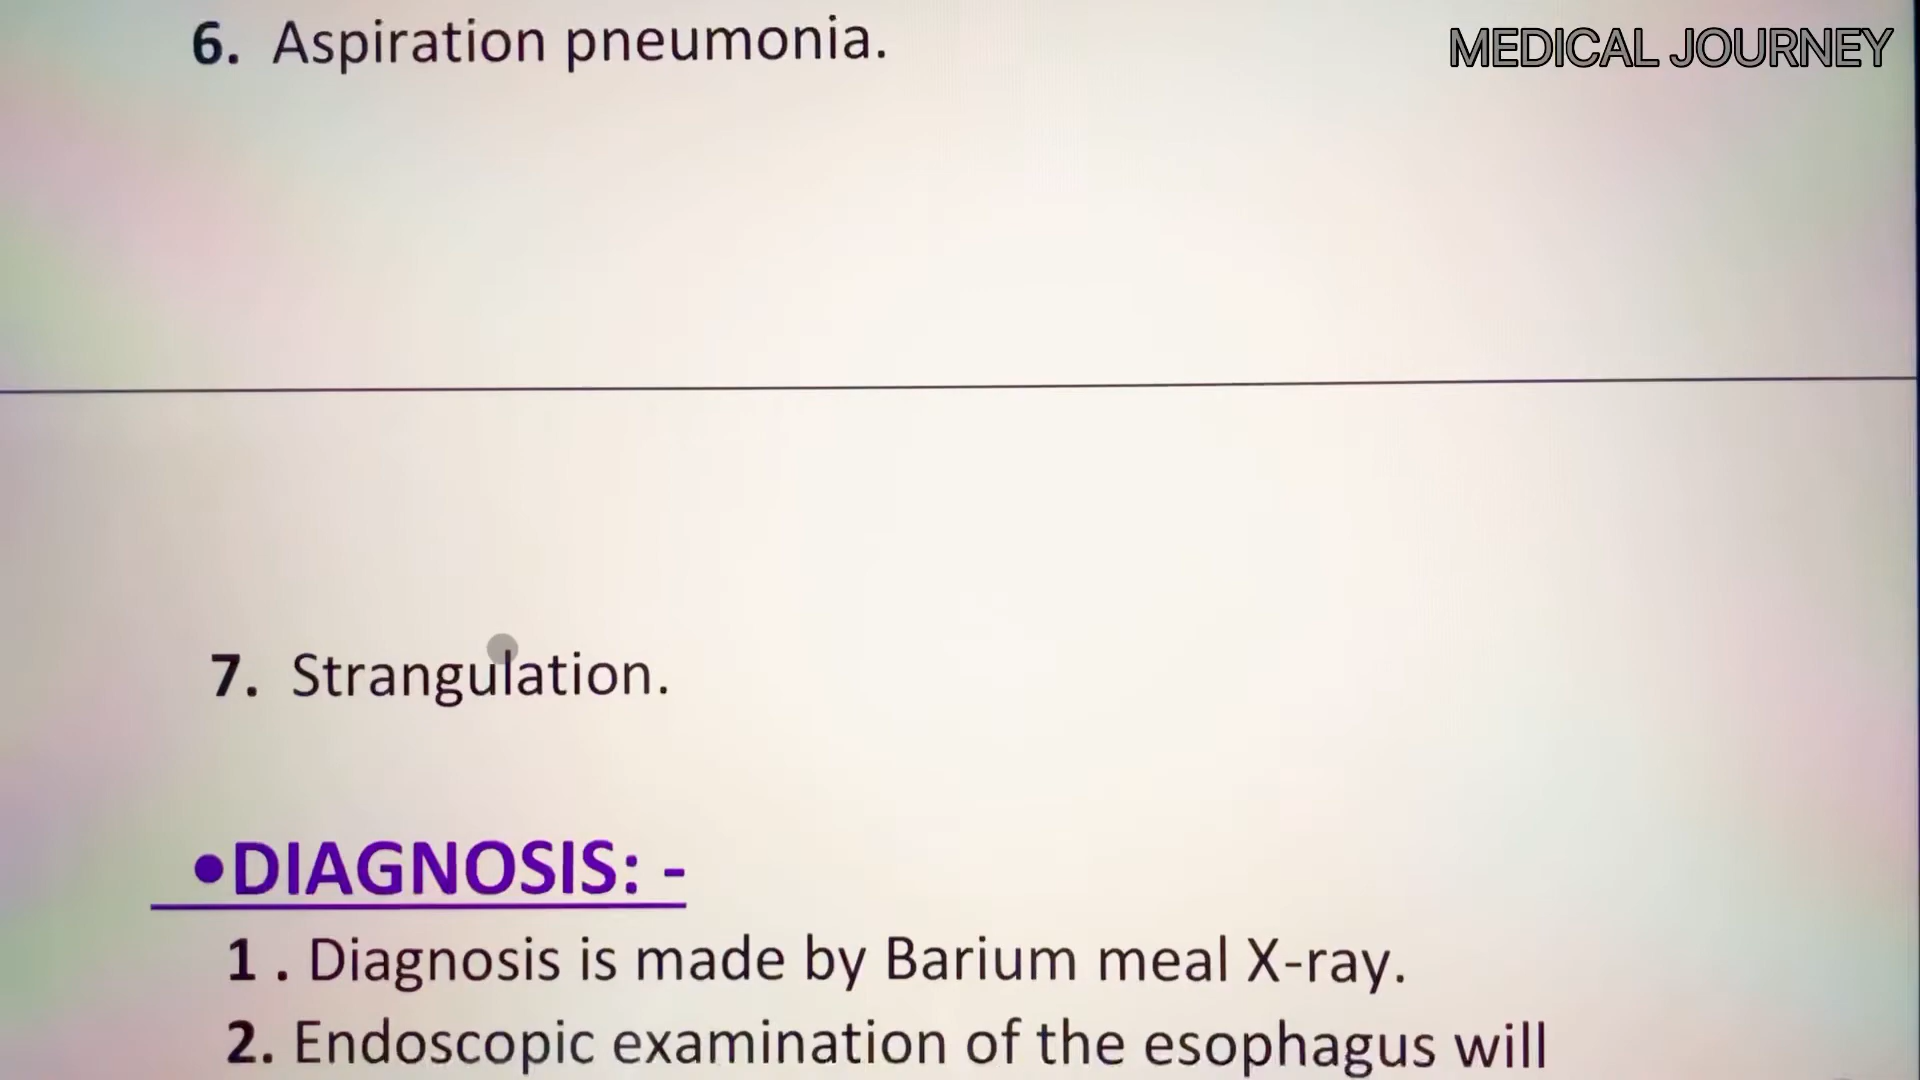 6. Aspiration pneumonia.
MEDICAL JOURNEY
7. Strangulation.
•DIAGNOSIS: -
1 . Diagnosis is made by Barium meal X-ray.
2. Endoscopic examination of the esophagus will